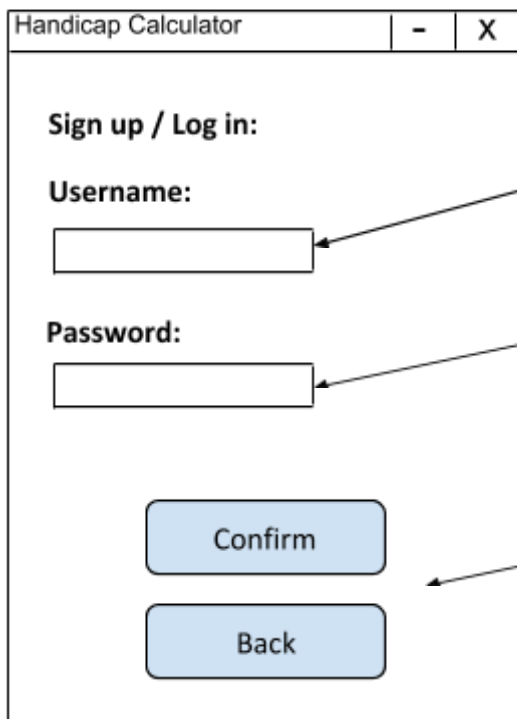 Handicap Calculator - X
Sign up / Log in:
Username:
Password:
Confirm
Back